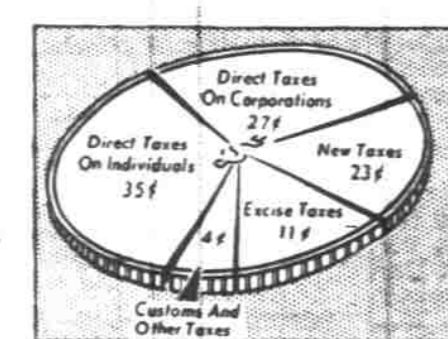 Direct Taxes
On Corporations
27¢
Direct Taxes
On Individuals
35¢
New Taxes
23¢
Excise Taxes
11¢
4¢
Customs And
Other Taxes